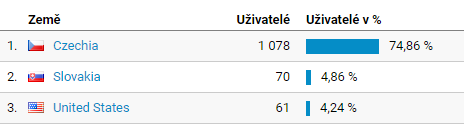 Země Uživatelé Uživatelé v %
1. Czechia 1 078 74,86 %
2. Slovakia 70 4,86 %
3. United States 61 4,24 %